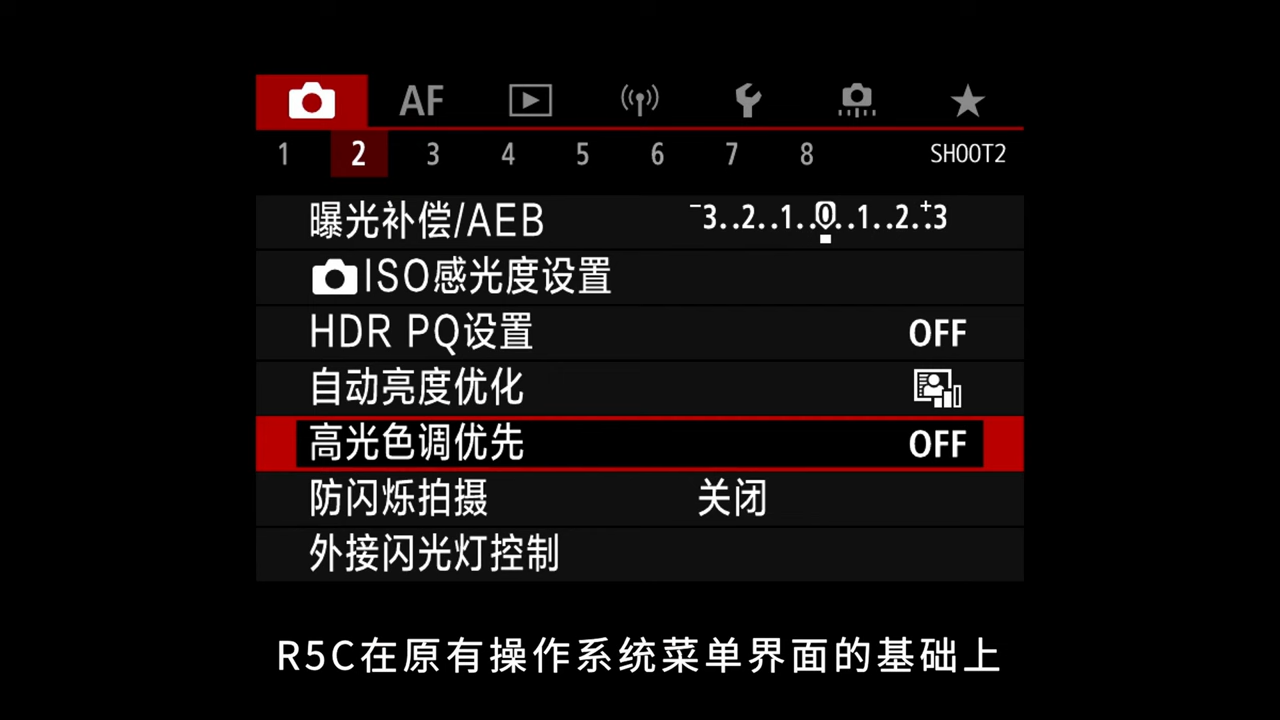 AF
1 2 3 4 5 6 7 8 SHOOT2
曝光补偿/AEB -3..2..1..0..1..2..+3
ISO感光度设置
HDR PQ设置 OFF
自动亮度优化
高光色调优先 OFF
防闪烁拍摄 关闭
外接闪光灯控制
R5C在原有操作系统菜单界面的基础上